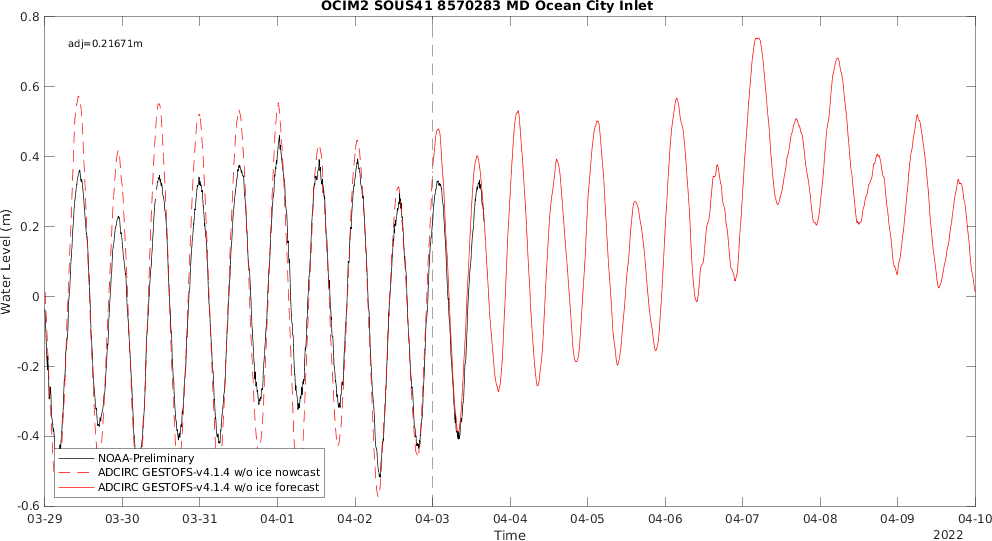 OCIM2 SOUS41 8570283 MD Ocean City Inlet
adj=0.21671m
0.8
0.6
0.4
0.2
0
-0.2
-0.4
-0.6
Water Level (m)
NOAA-Preliminary
ADCIRC GESTOFS-v4.1.4 w/o ice nowcast
ADCIRC GESTOFS-v4.1.4 w/o ice forecast
03-29 03-30 03-31 04-01 04-02 04-03 04-04 04-05 04-06 04-07 04-08 04-09 04-10
Time
2022